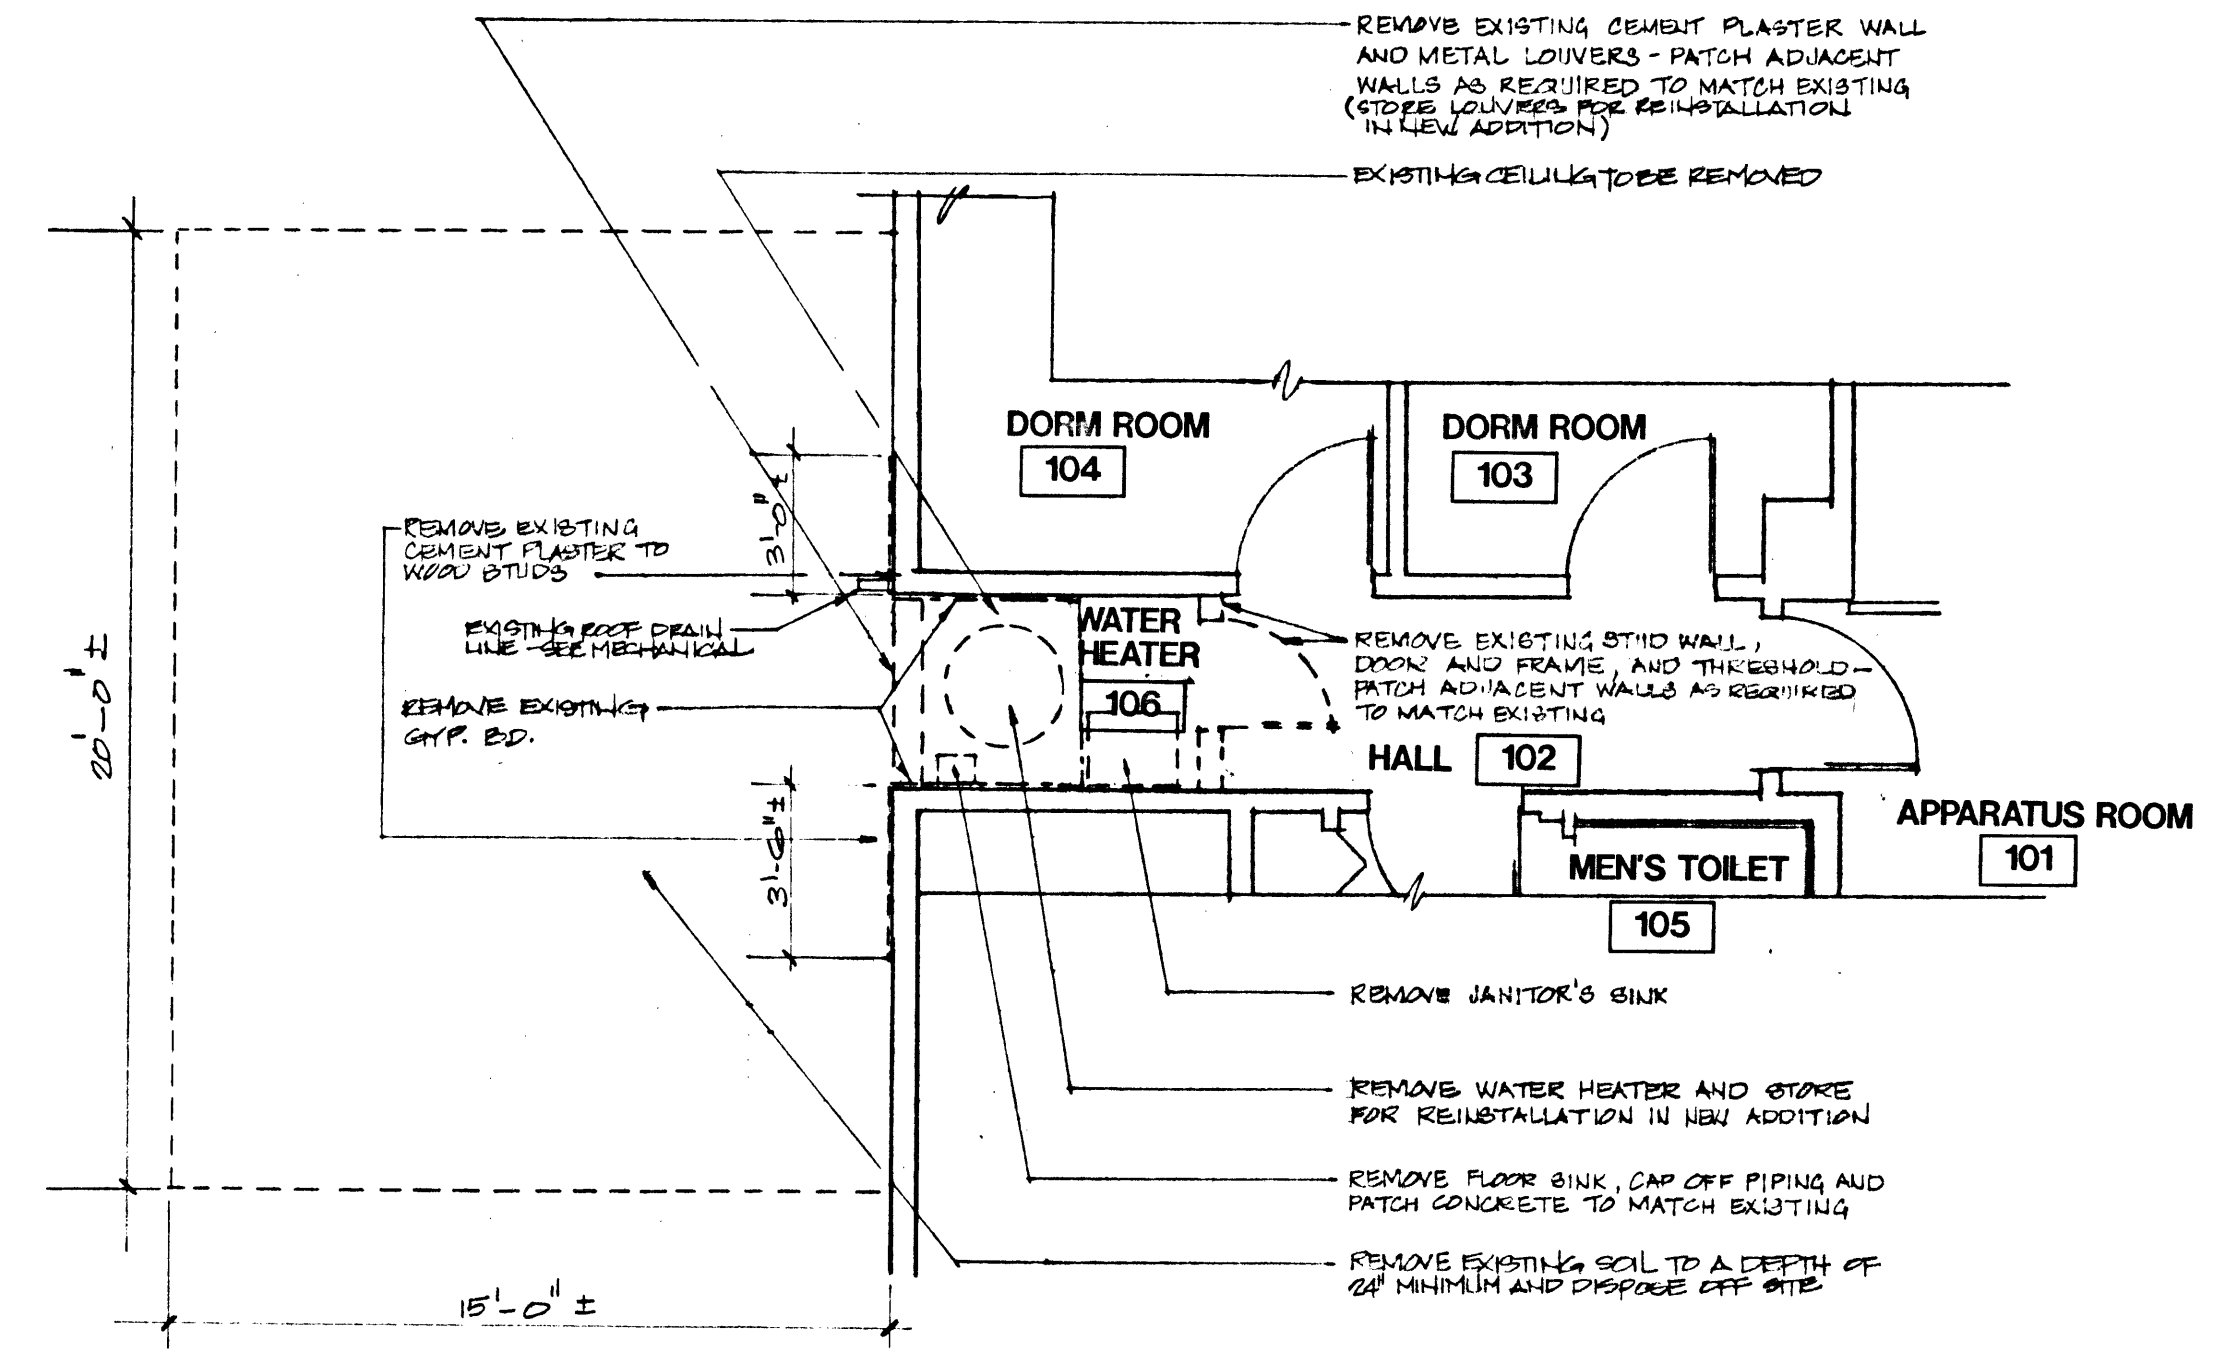 REMOVE EXISTING CEMENT PLASTER WALL
AND METAL LOUVERS - PATCH ADJACENT
WALLS AS REQUIRED TO MATCH EXISTING
(STORE LOUVERS FOR REINSTALLATION
IN NEW ADDITION)
EXISTING CEILING TO BE REMOVED
DORM ROOM
104
DORM ROOM
103
3'-0" ±
REMOVE EXISTING
CEMENT PLASTER TO
WOOD STUDS
EXISTING ROOF DRAIN
LINE - SEE MECHANICAL
REMOVE EXISTING
GYP. BD.
20'-0" ±
WATER
HEATER
106
REMOVE EXISTING STUD WALL,
DOOR AND FRAME, AND THRESHOLD -
PATCH ADJACENT WALLS AS REQUIRED
TO MATCH EXISTING
HALL
102
APPARATUS ROOM
101
3'-6" ±
MEN'S TOILET
105
REMOVE JANITOR'S SINK
REMOVE WATER HEATER AND STORE
FOR REINSTALLATION IN NEW ADDITION
REMOVE FLOOR SINK, CAP OFF PIPING AND
PATCH CONCRETE TO MATCH EXISTING
REMOVE EXISTING SOIL TO A DEPTH OF
24" MINIMUM AND DISPOSE OFF SITE
15'-0" ±